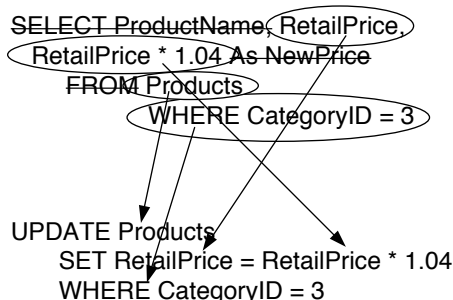 SELECT ProductName, RetailPrice,
RetailPrice * 1.04 As NewPrice
FROM Products
WHERE CategoryID = 3
UPDATE Products
SET RetailPrice = RetailPrice * 1.04
WHERE CategoryID = 3